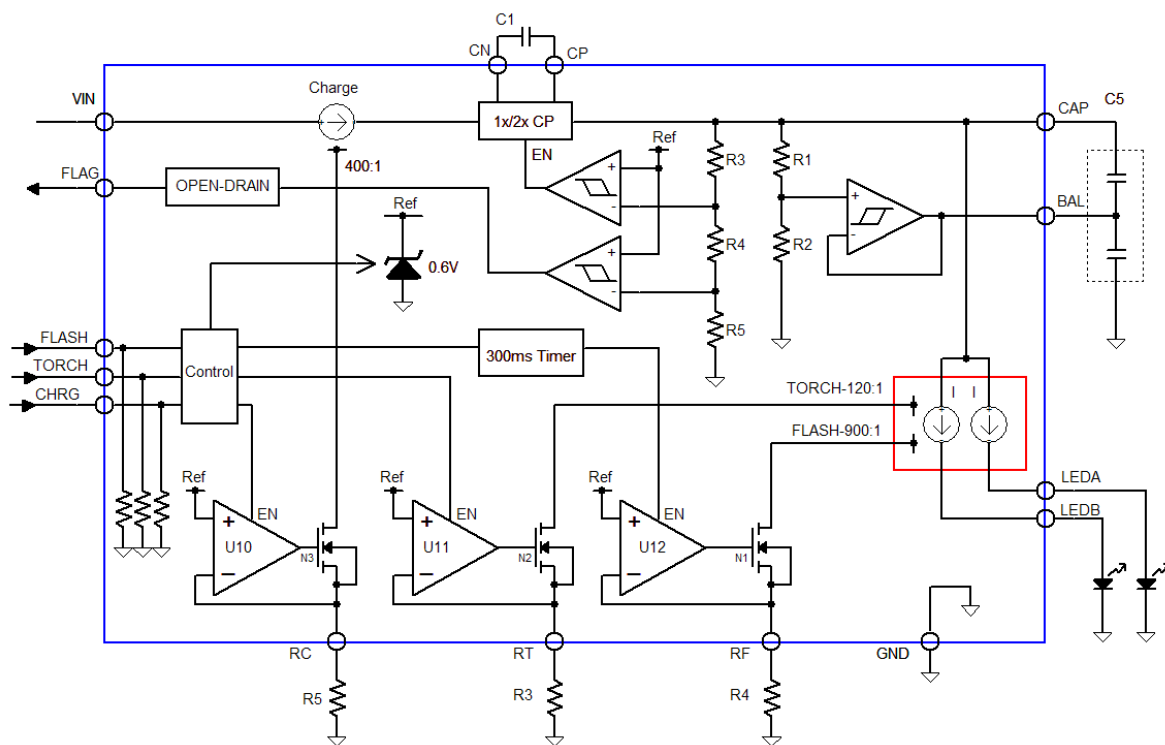 C1
CN
CP
VIN
Charge
1x/2x CP
CAP
C5
EN
Ref
R3
R1
400:1
FLAG
OPEN-DRAIN
+
-
+
-
BAL
Ref
R4
R2
0.6V
+
-
R5
FLASH
TORCH
CHRG
Control
300ms Timer
TORCH-120:1
I
I
FLASH-900:1
Ref
Ref
Ref
LEDA
LEDB
+
EN
U10
−
N3
+
EN
U11
−
N2
+
EN
U12
−
N1
RC
RT
RF
GND
R5
R3
R4